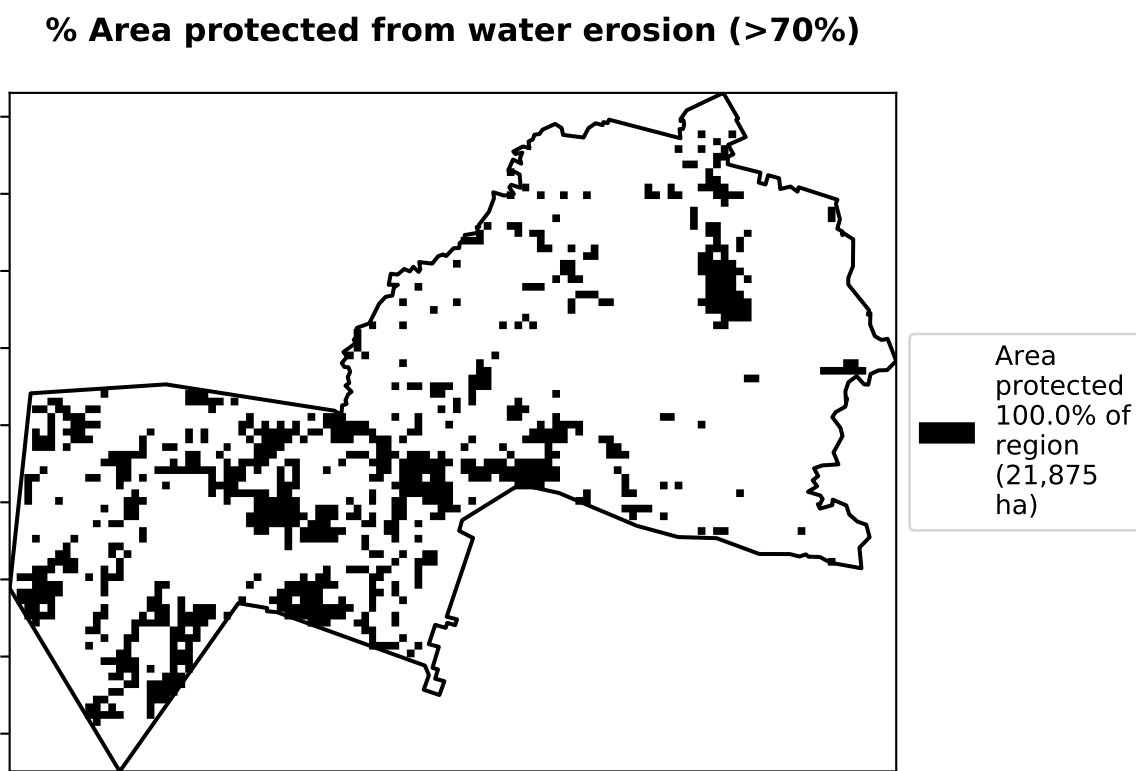 % Area protected from water erosion (>70%)
Area
protected
100.0% of
region
(21,875
ha)